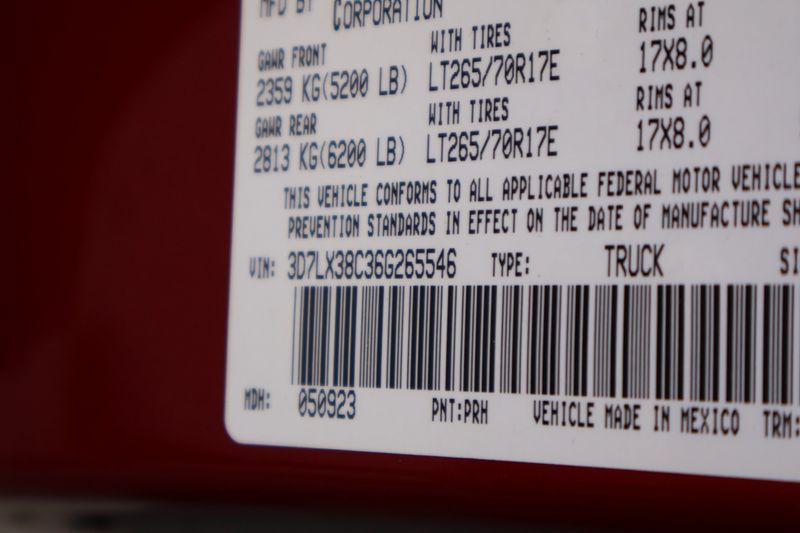 MFD BY CORPORATION
GAWR FRONT WITH TIRES RIMS AT
2359 KG(5200 LB) LT265/70R17E 17X8.0
GAWR REAR WITH TIRES RIMS AT
2813 KG(6200 LB) LT265/70R17E 17X8.0
THIS VEHICLE CONFORMS TO ALL APPLICABLE FEDERAL MOTOR VEHICLE
PREVENTION STANDARDS IN EFFECT ON THE DATE OF MANUFACTURE SH
VIN: 3D7LX38C36G265546 TYPE: TRUCK SI
MDH: 050923 PNT:PRH VEHICLE MADE IN MEXICO TRM: